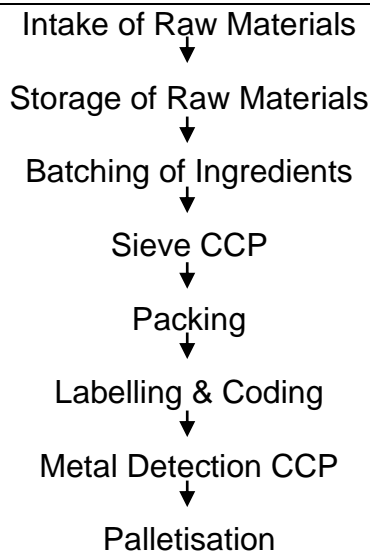 Intake of Raw Materials
Storage of Raw Materials
Batching of Ingredients
Sieve CCP
Packing
Labelling & Coding
Metal Detection CCP
Palletisation